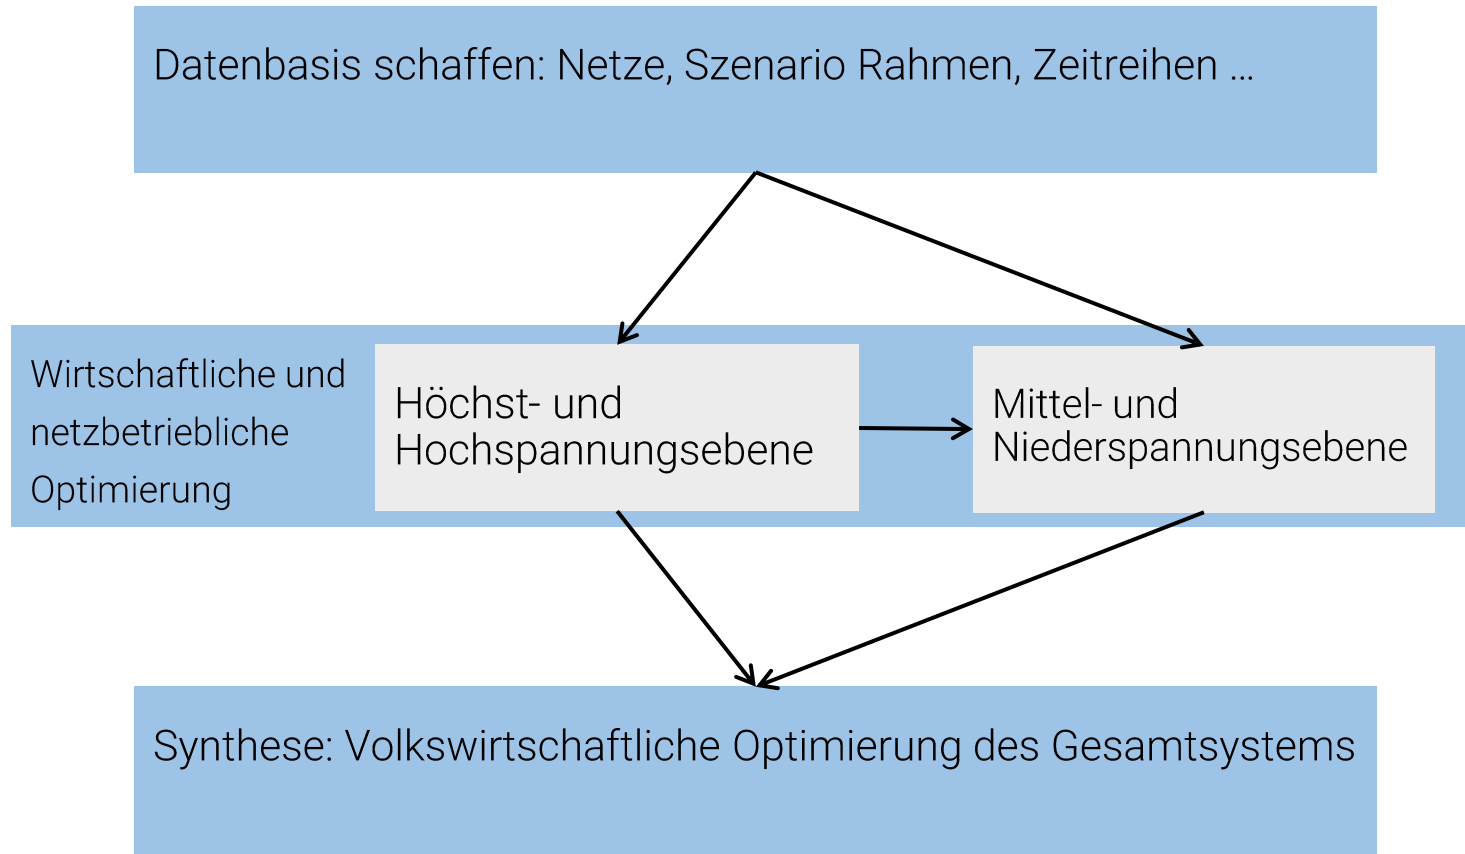 Datenbasis schaffen: Netze, Szenario Rahmen, Zeitreihen ...
Wirtschaftliche und
netzbetriebliche
Optimierung
Höchst- und
Hochspannungsebene
Mittel- und
Niederspannungsebene
Synthese: Volkswirtschaftliche Optimierung des Gesamtsystems